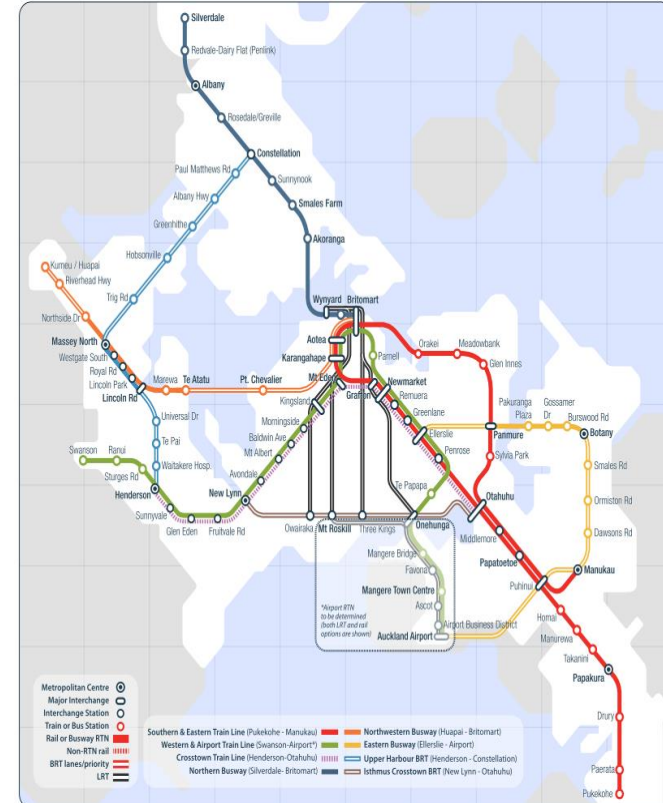 Silverdale
Redvale-Dairy Flat (Penlink)
Albany
Rosedale/Greville
Constellation
Paul Matthews Rd
Sunnynook
Albany Hwy
Smales Farm
Greenhithe
Akoranga
Hobsonville
Kumeu / Huapai
Riverhead Hwy
Trig Rd
Wynyard
Britomart
Northside Dr
Massey North
Aotea
Orakei
Meadowbank
Westgate South
Karangahape
Parnell
Glen Innes
Royal Rd
Lincoln Park
Marewa
Te Atatu
Pt. Chevalier
Mt Eden
Newmarket
Lincoln Rd
Grafton
Remuera
Kingsland
Pakuranga
Plaza
Gossamer
Dr
Burswood Rd
Universal Dr
Morningside
Greenlane
Ellerslie
Panmure
Botany
Te Pai
Baldwin Ave
Mt Albert
Penrose
Sylvia Park
Smales Rd
Swanson
Ranui
Waitakere Hosp.
Sturges Rd
Avondale
Te Papapa
Henderson
New Lynn
Otahuhu
Ormiston Rd
Sunnyvale
Glen Eden
Fruitvale Rd
Owairaka
Mt Roskill
Three Kings
Onehunga
Middlemore
Dawsons Rd
Mangere Bridge
Papatoetoe
Favona
Manukau
Puhinui
Mangere Town Centre
Ascot
*Airport RTN
to be determined
(both LRT and rail
options are shown)
Airport Business District
Auckland Airport
Homai
Manurewa
Takanini
Papakura
Drury
Paerata
Pukekohe
Metropolitan Centre
Major Interchange
Interchange Station
Train or Bus Station
Rail or Busway RTN
Non-RTN rail
BRT lanes/priority
LRT
Southern & Eastern Train Line (Pukekohe - Manukau)
Western & Airport Train Line (Swanson-Airport*)
Crosstown Train Line (Henderson-Otahuhu)
Northern Busway (Silverdale- Britomart)
Northwestern Busway (Huapai - Britomart)
Eastern Busway (Ellerslie - Airport)
Upper Harbour BRT (Henderson - Constellation)
Isthmus Crosstown BRT (New Lynn - Otahuhu)